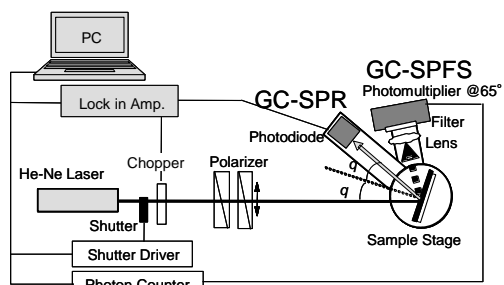 PC
GC-SPFS
Lock in Amp.
GC-SPR
Photomultiplier @65°
Photodiode
Filter
Lens
Chopper
Polarizer
He-Ne Laser
q
q
Shutter
Sample Stage
Shutter Driver
Photon Counter